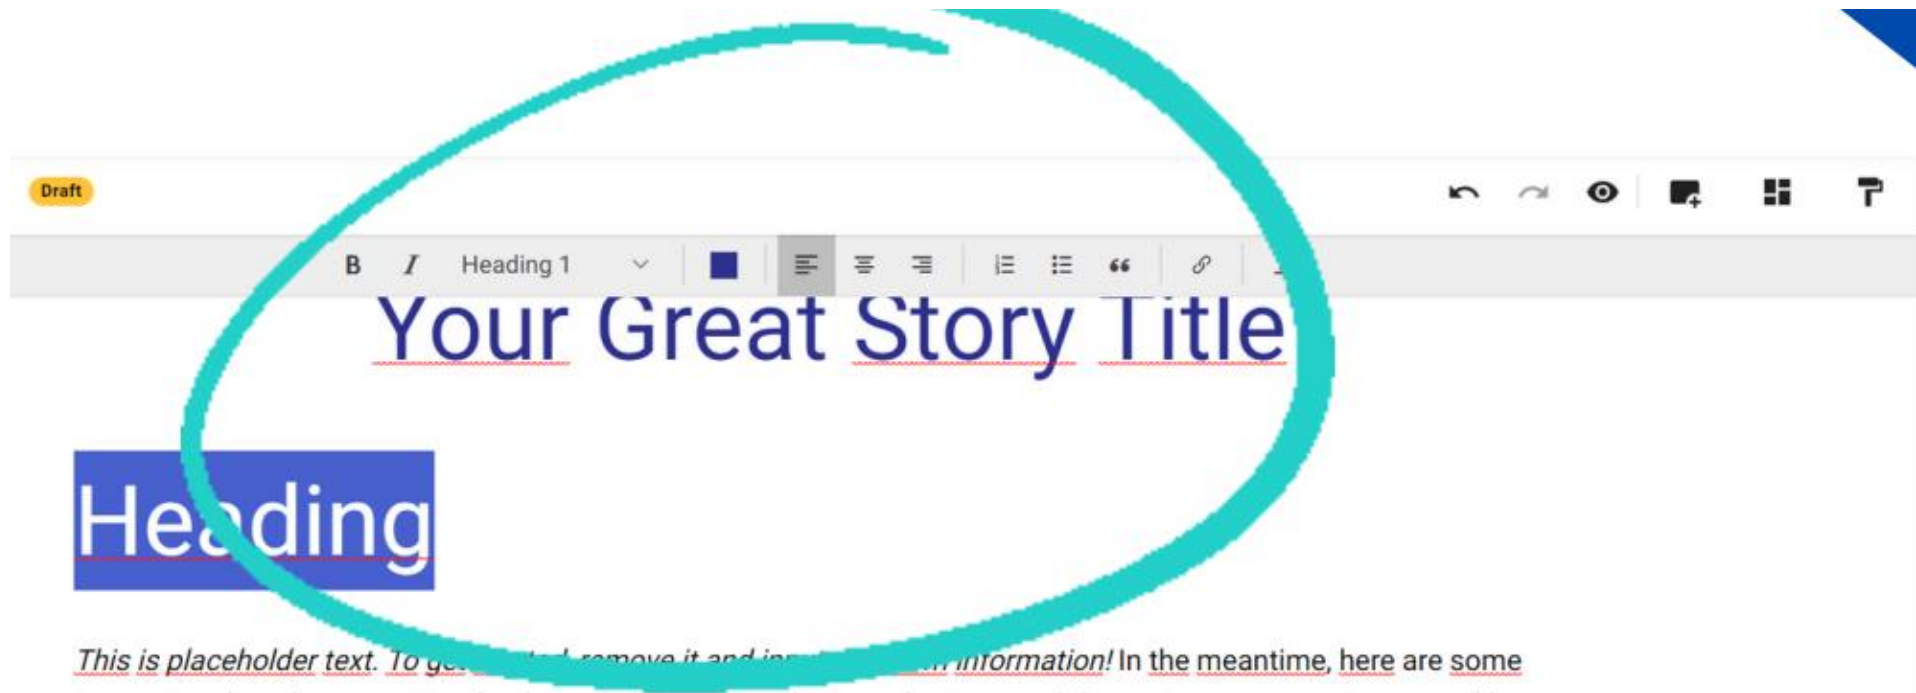 Draft
B I Heading 1
Your Great Story Title
Heading
This is placeholder text. To remove it and information! In the meantime, here are some